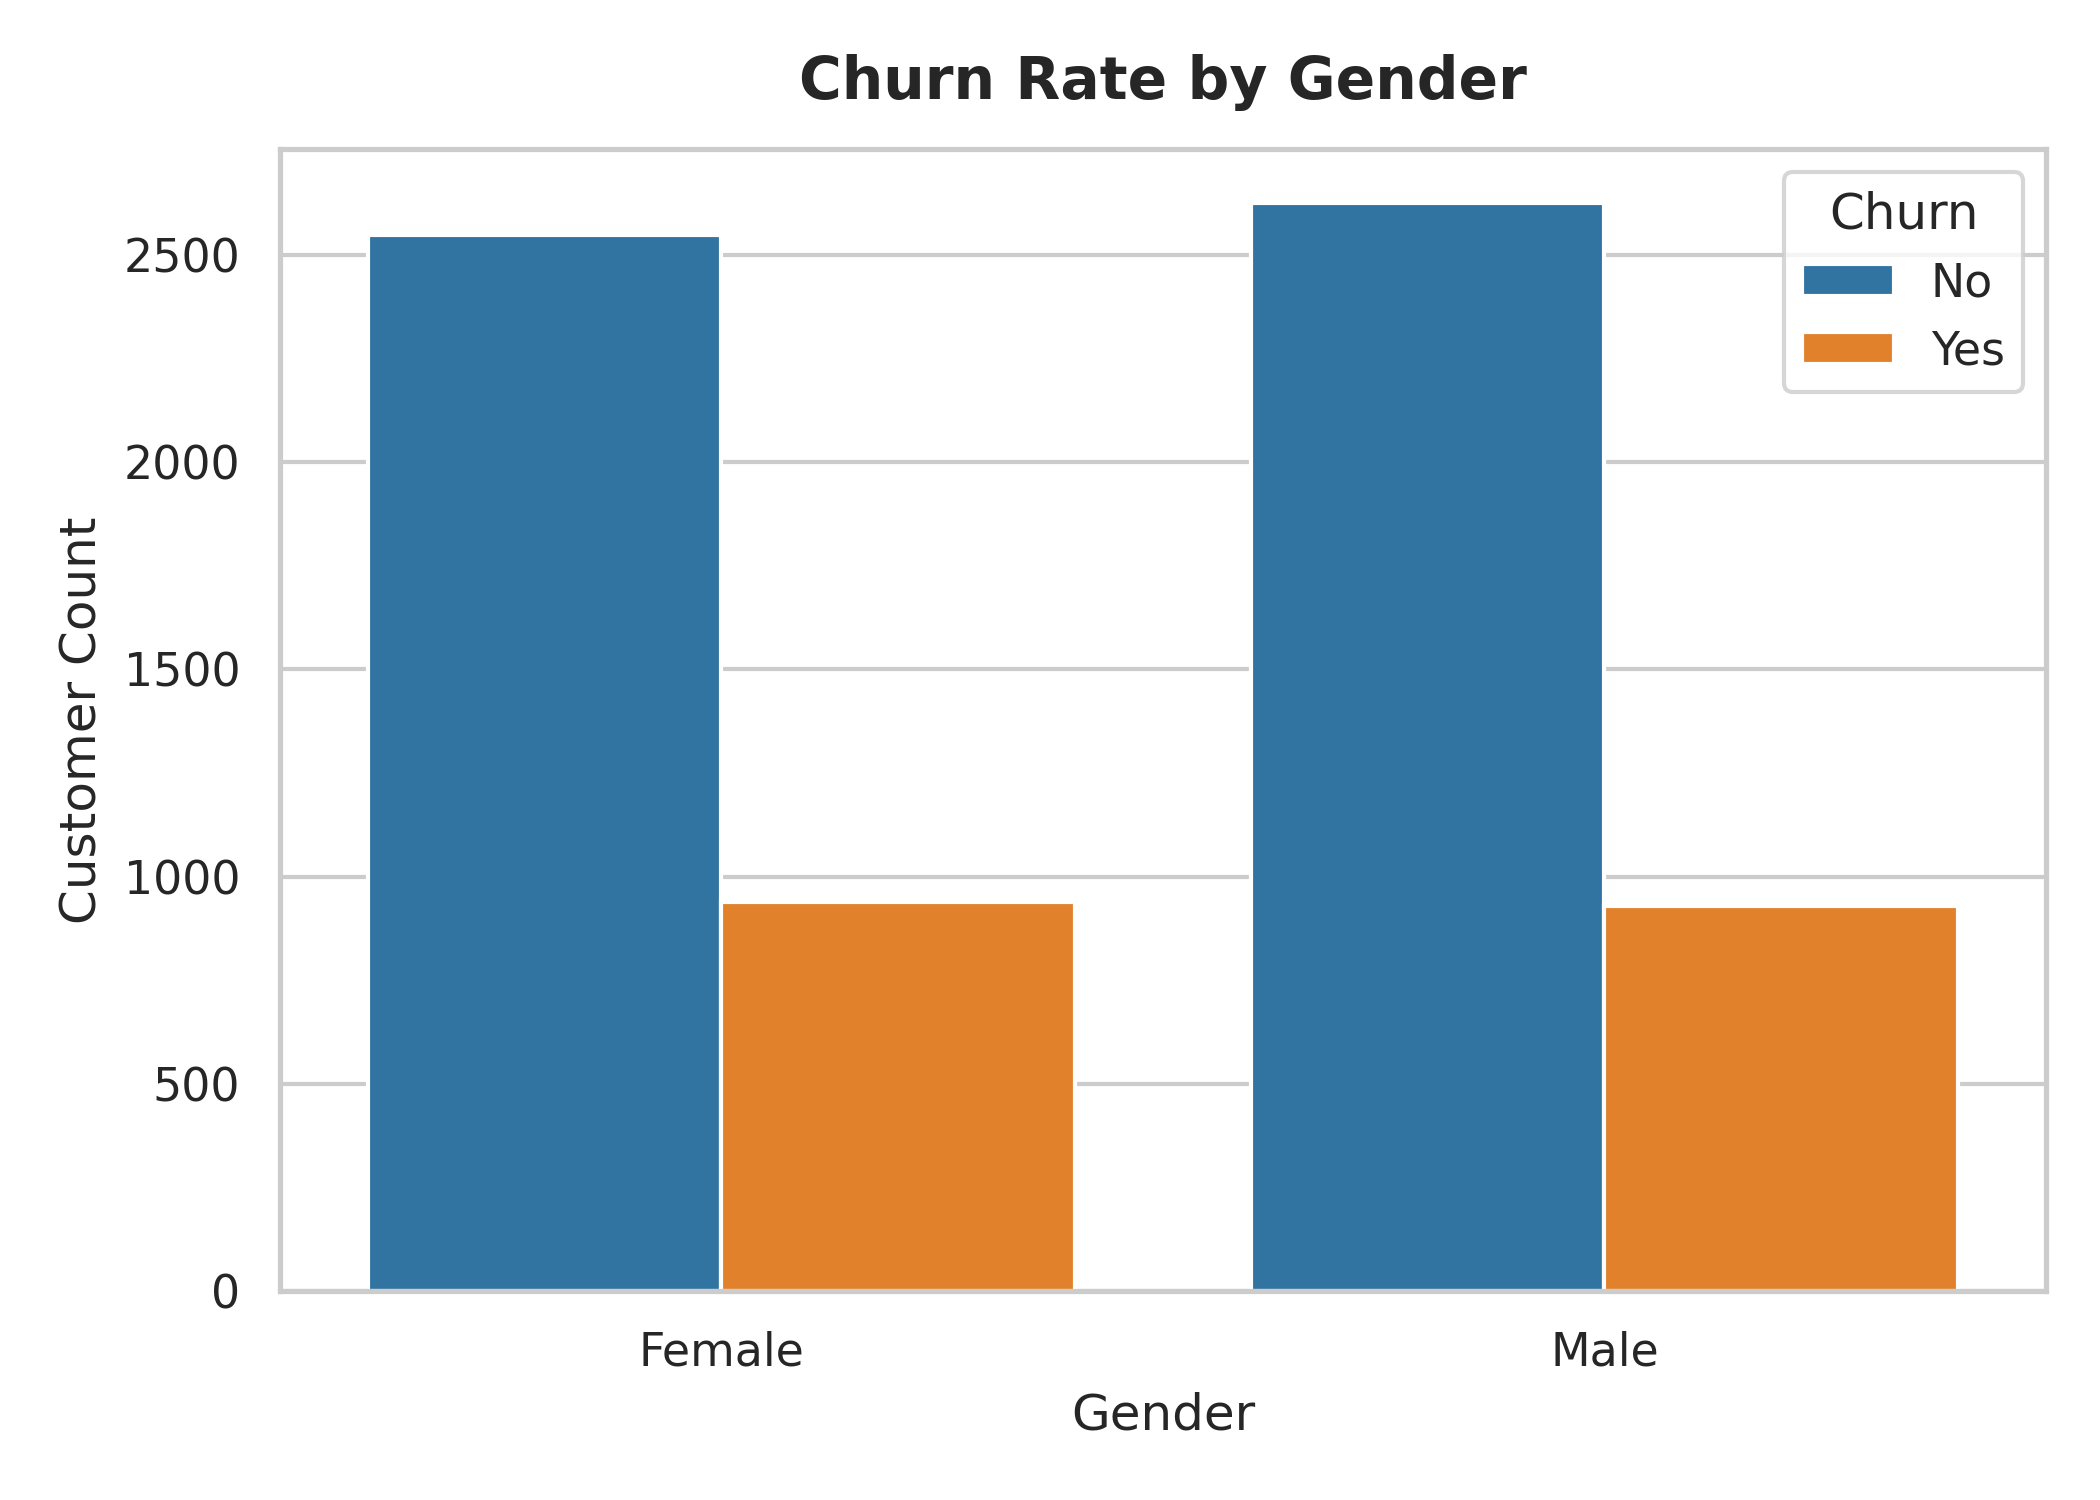 Churn Rate by Gender
Churn
No
Yes
Customer Count
2500
2000
1500
1000
500
0
Female
Male
Gender